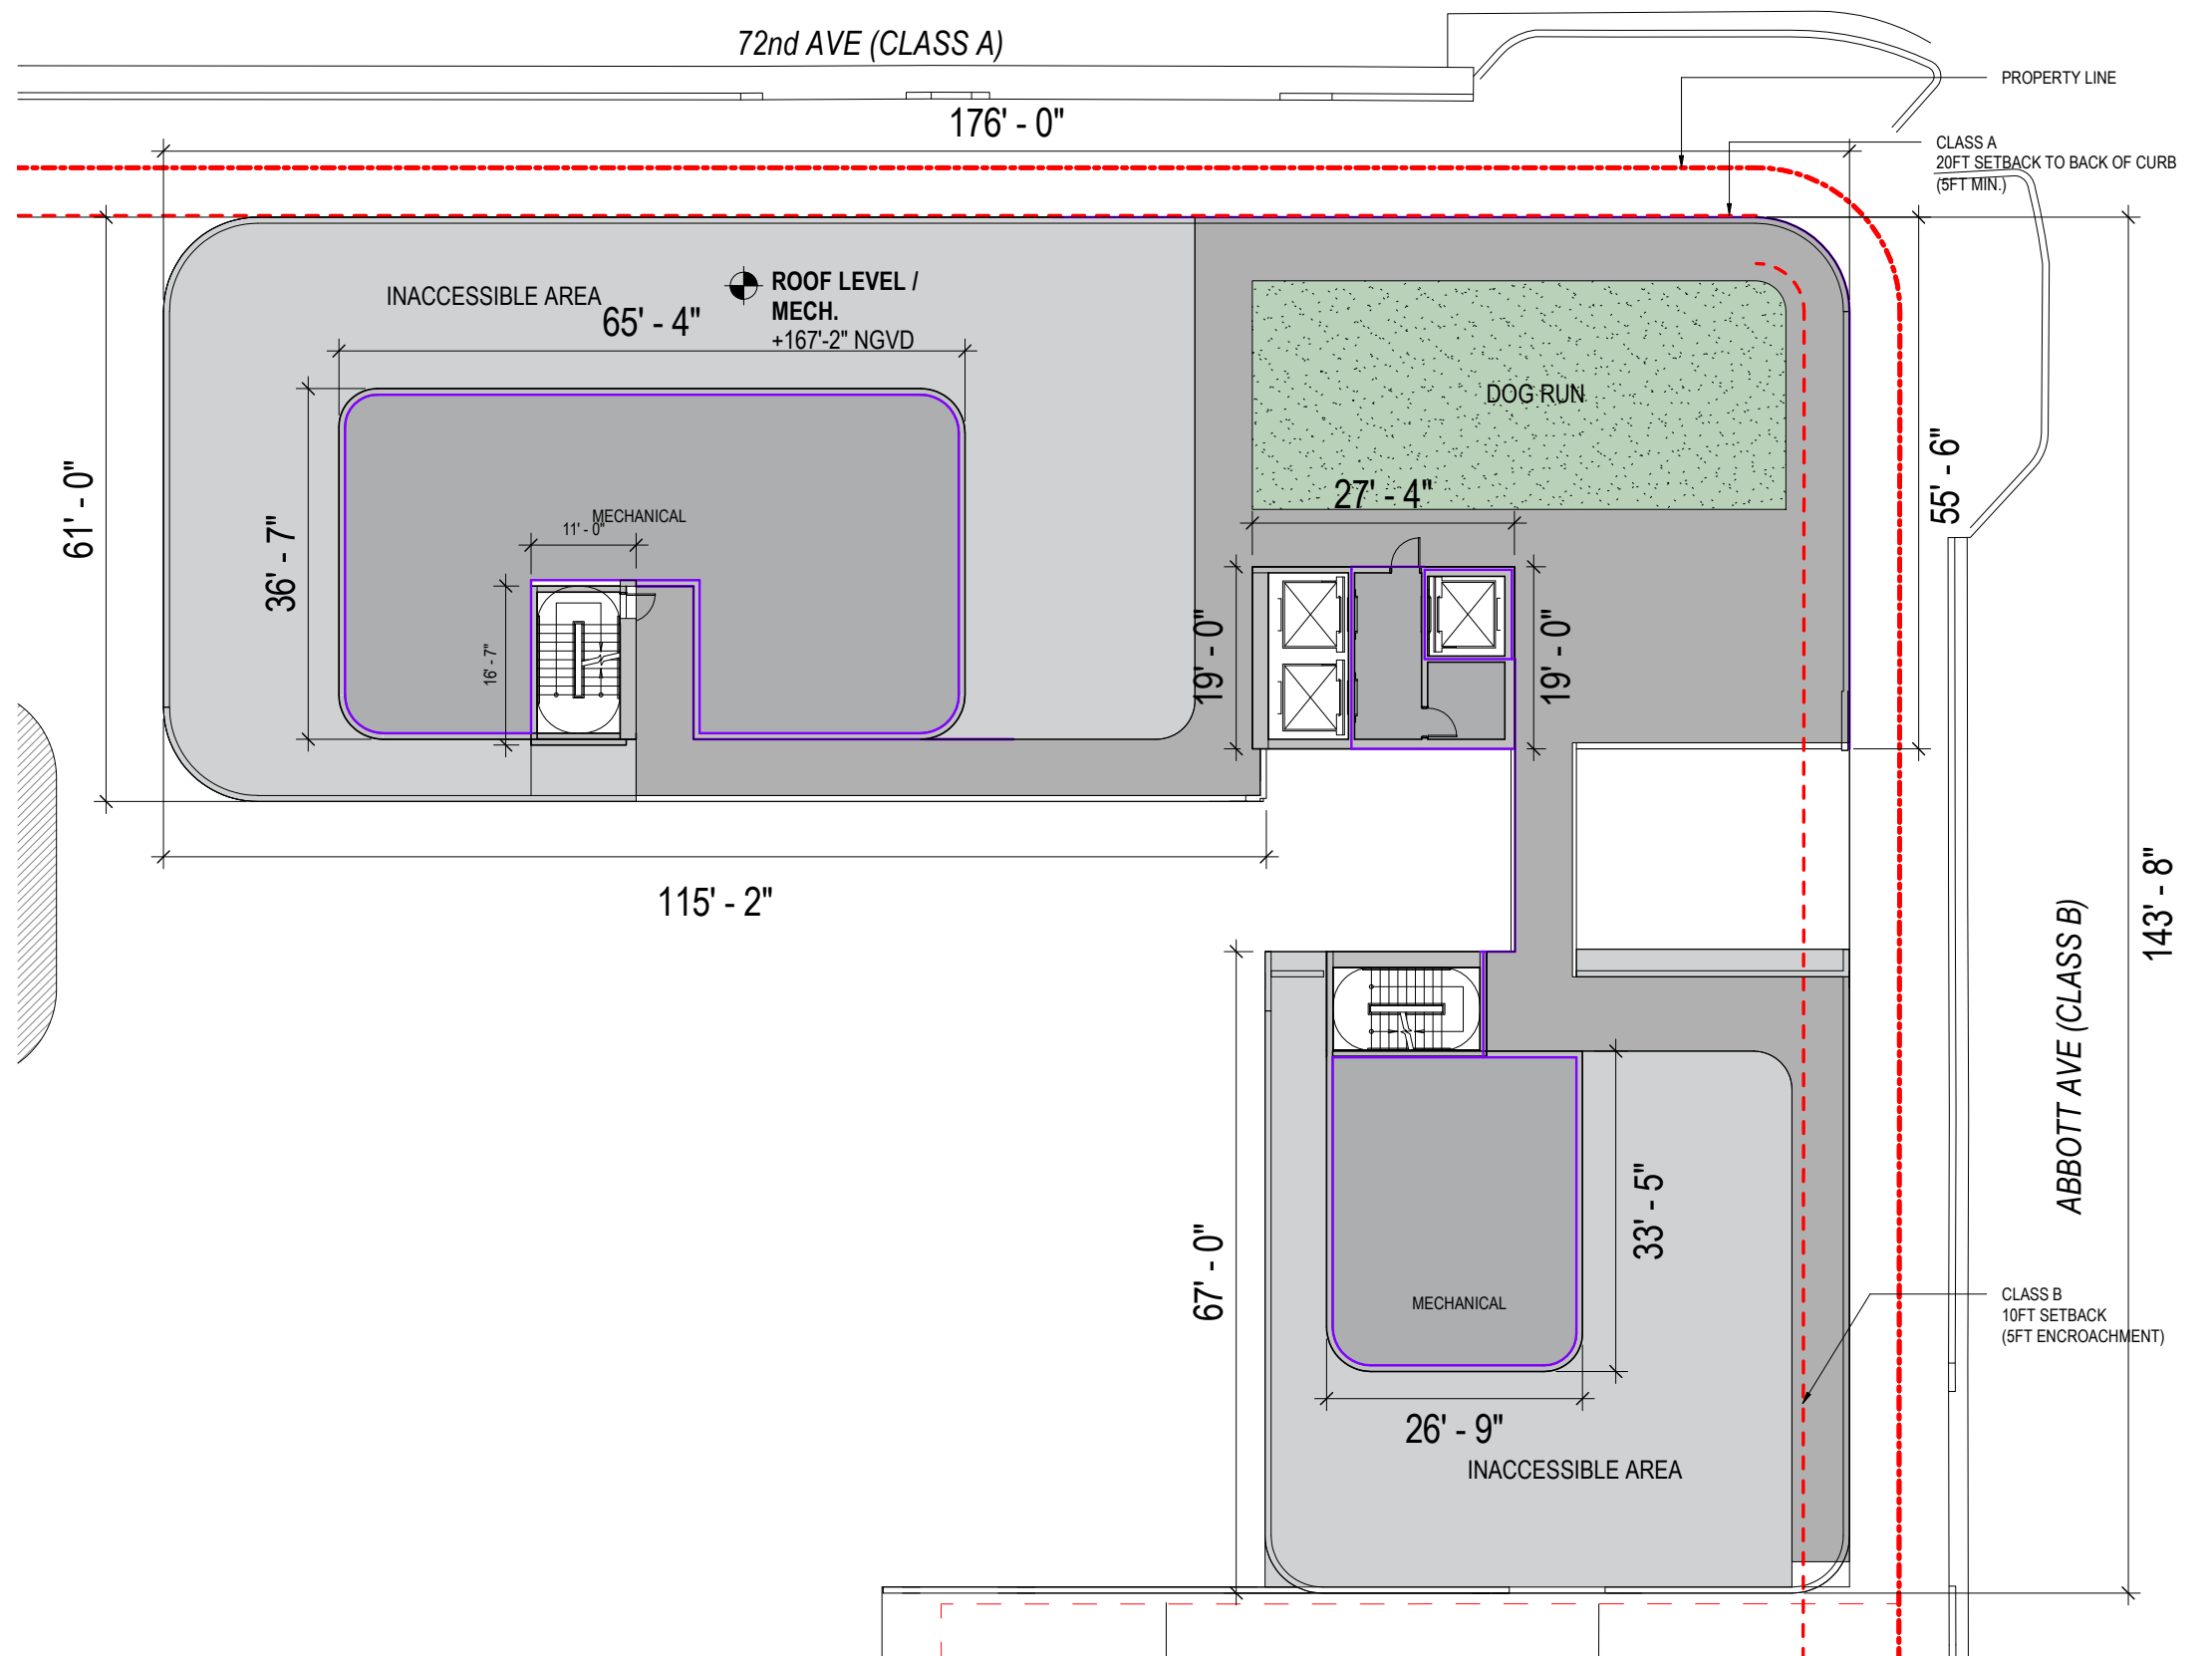 72nd AVE (CLASS A)
PROPERTY LINE
176' - 0"
CLASS A
20FT SETBACK TO BACK OF CURB
(5FT MIN.)
INACCESSIBLE AREA
ROOF LEVEL /
MECH.
+167'-2" NGVD
65' - 4"
DOG RUN
61' - 0"
36' - 7"
MECHANICAL
11' - 0"
27' - 4"
55' - 6"
16' - 7"
19' - 0"
19' - 0"
115' - 2"
143' - 8"
ABBOTT AVE (CLASS B)
67' - 0"
33' - 5"
MECHANICAL
CLASS B
10FT SETBACK
(5FT ENCROACHMENT)
26' - 9"
INACCESSIBLE AREA